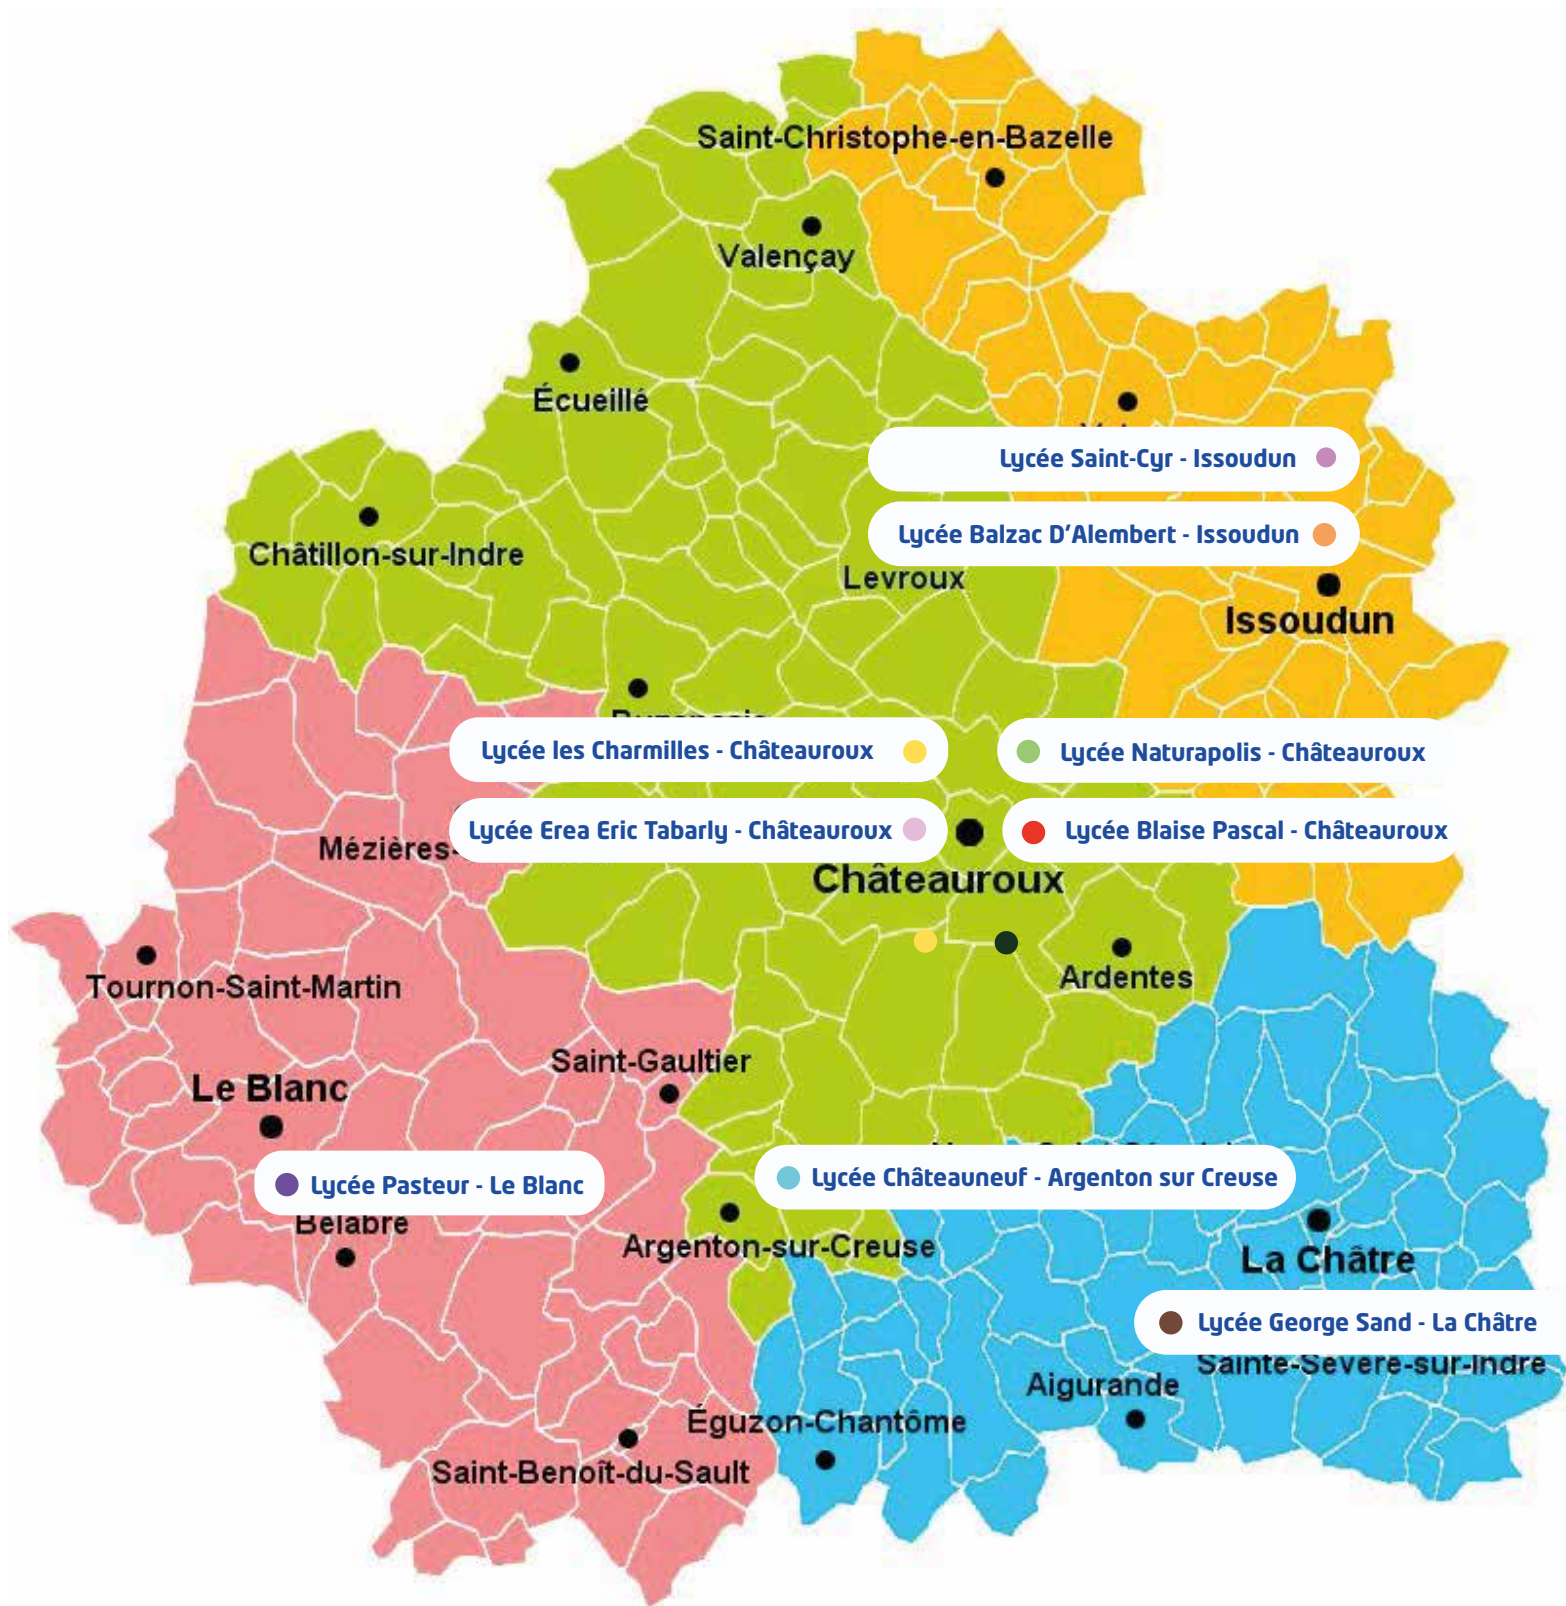 Saint-Christophe-en-Bazelle
Valençay
Écueillé
Lycée Saint-Cyr - Issoudun
Lycée Balzac D'Alembert - Issoudun
Châtillon-sur-Indre
Levroux
Issoudun
Lycée les Charmilles - Châteauroux
Lycée Naturapolis - Châteauroux
Lycée Erea Eric Tabarly - Châteauroux
Lycée Blaise Pascal - Châteauroux
Mézières-
Châteauroux
Ardentes
Tournon-Saint-Martin
Saint-Gaultier
Le Blanc
Lycée Pasteur - Le Blanc
Lycée Châteauneuf - Argenton sur Creuse
Bélâbre
Argenton-sur-Creuse
La Châtre
Lycée George Sand - La Châtre
Sainte-Sévère-sur-Indre
Aigurande
Éguzon-Chantôme
Saint-Benoît-du-Sault